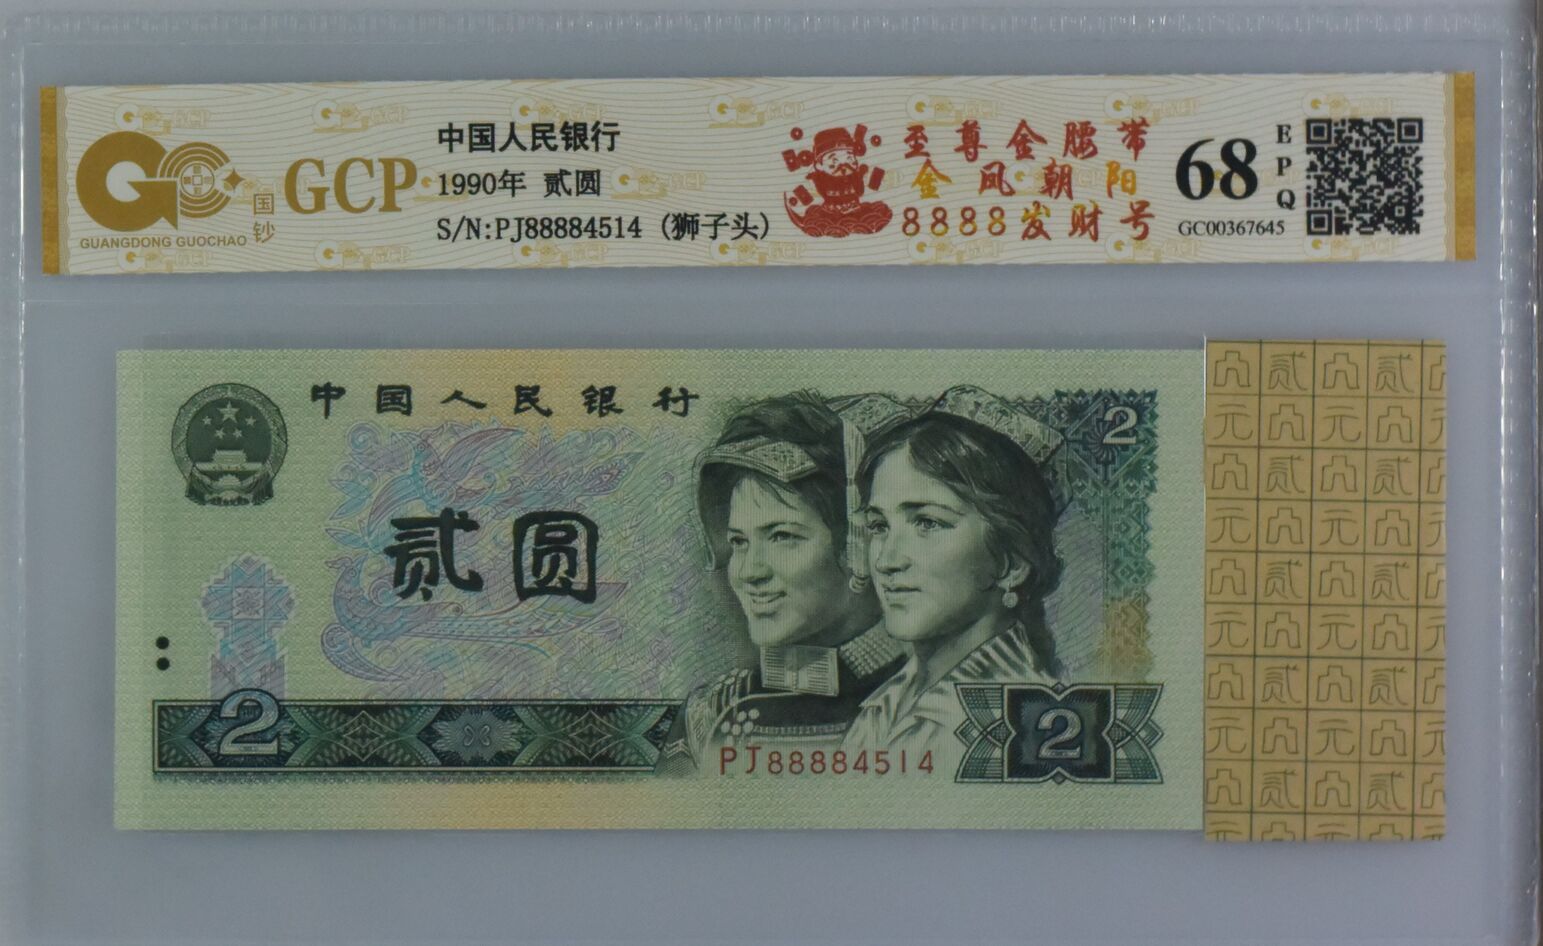 GCP
国钞
GUANGDONG GUOCHAO
中国人民银行
1990年 贰圆
S/N:PJ88884514 (狮子头)
至尊金腰带
金凤朝阳
8888发财号
68
EPQ
GC00367645
中国人民银行
贰圆
2
2
2
PJ88884514